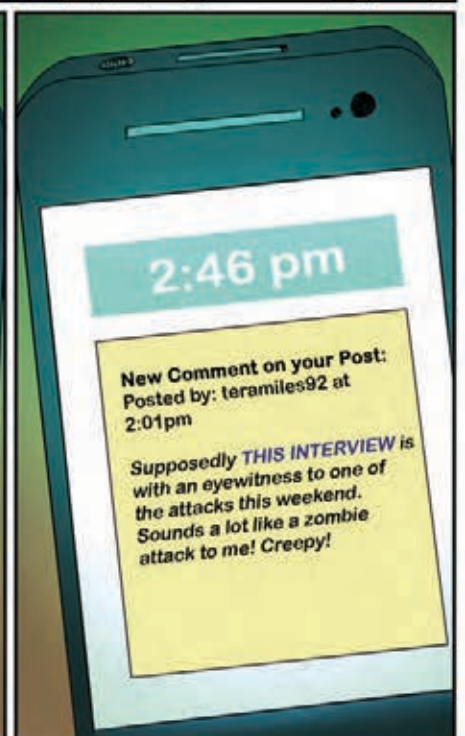 2:46 pm
New Comment on your Post:
Posted by: teramiles92 at
2:01pm
Supposedly THIS INTERVIEW is
with an eyewitness to one of
the attacks this weekend.
Sounds a lot like a zombie
attack to me! Creepy!